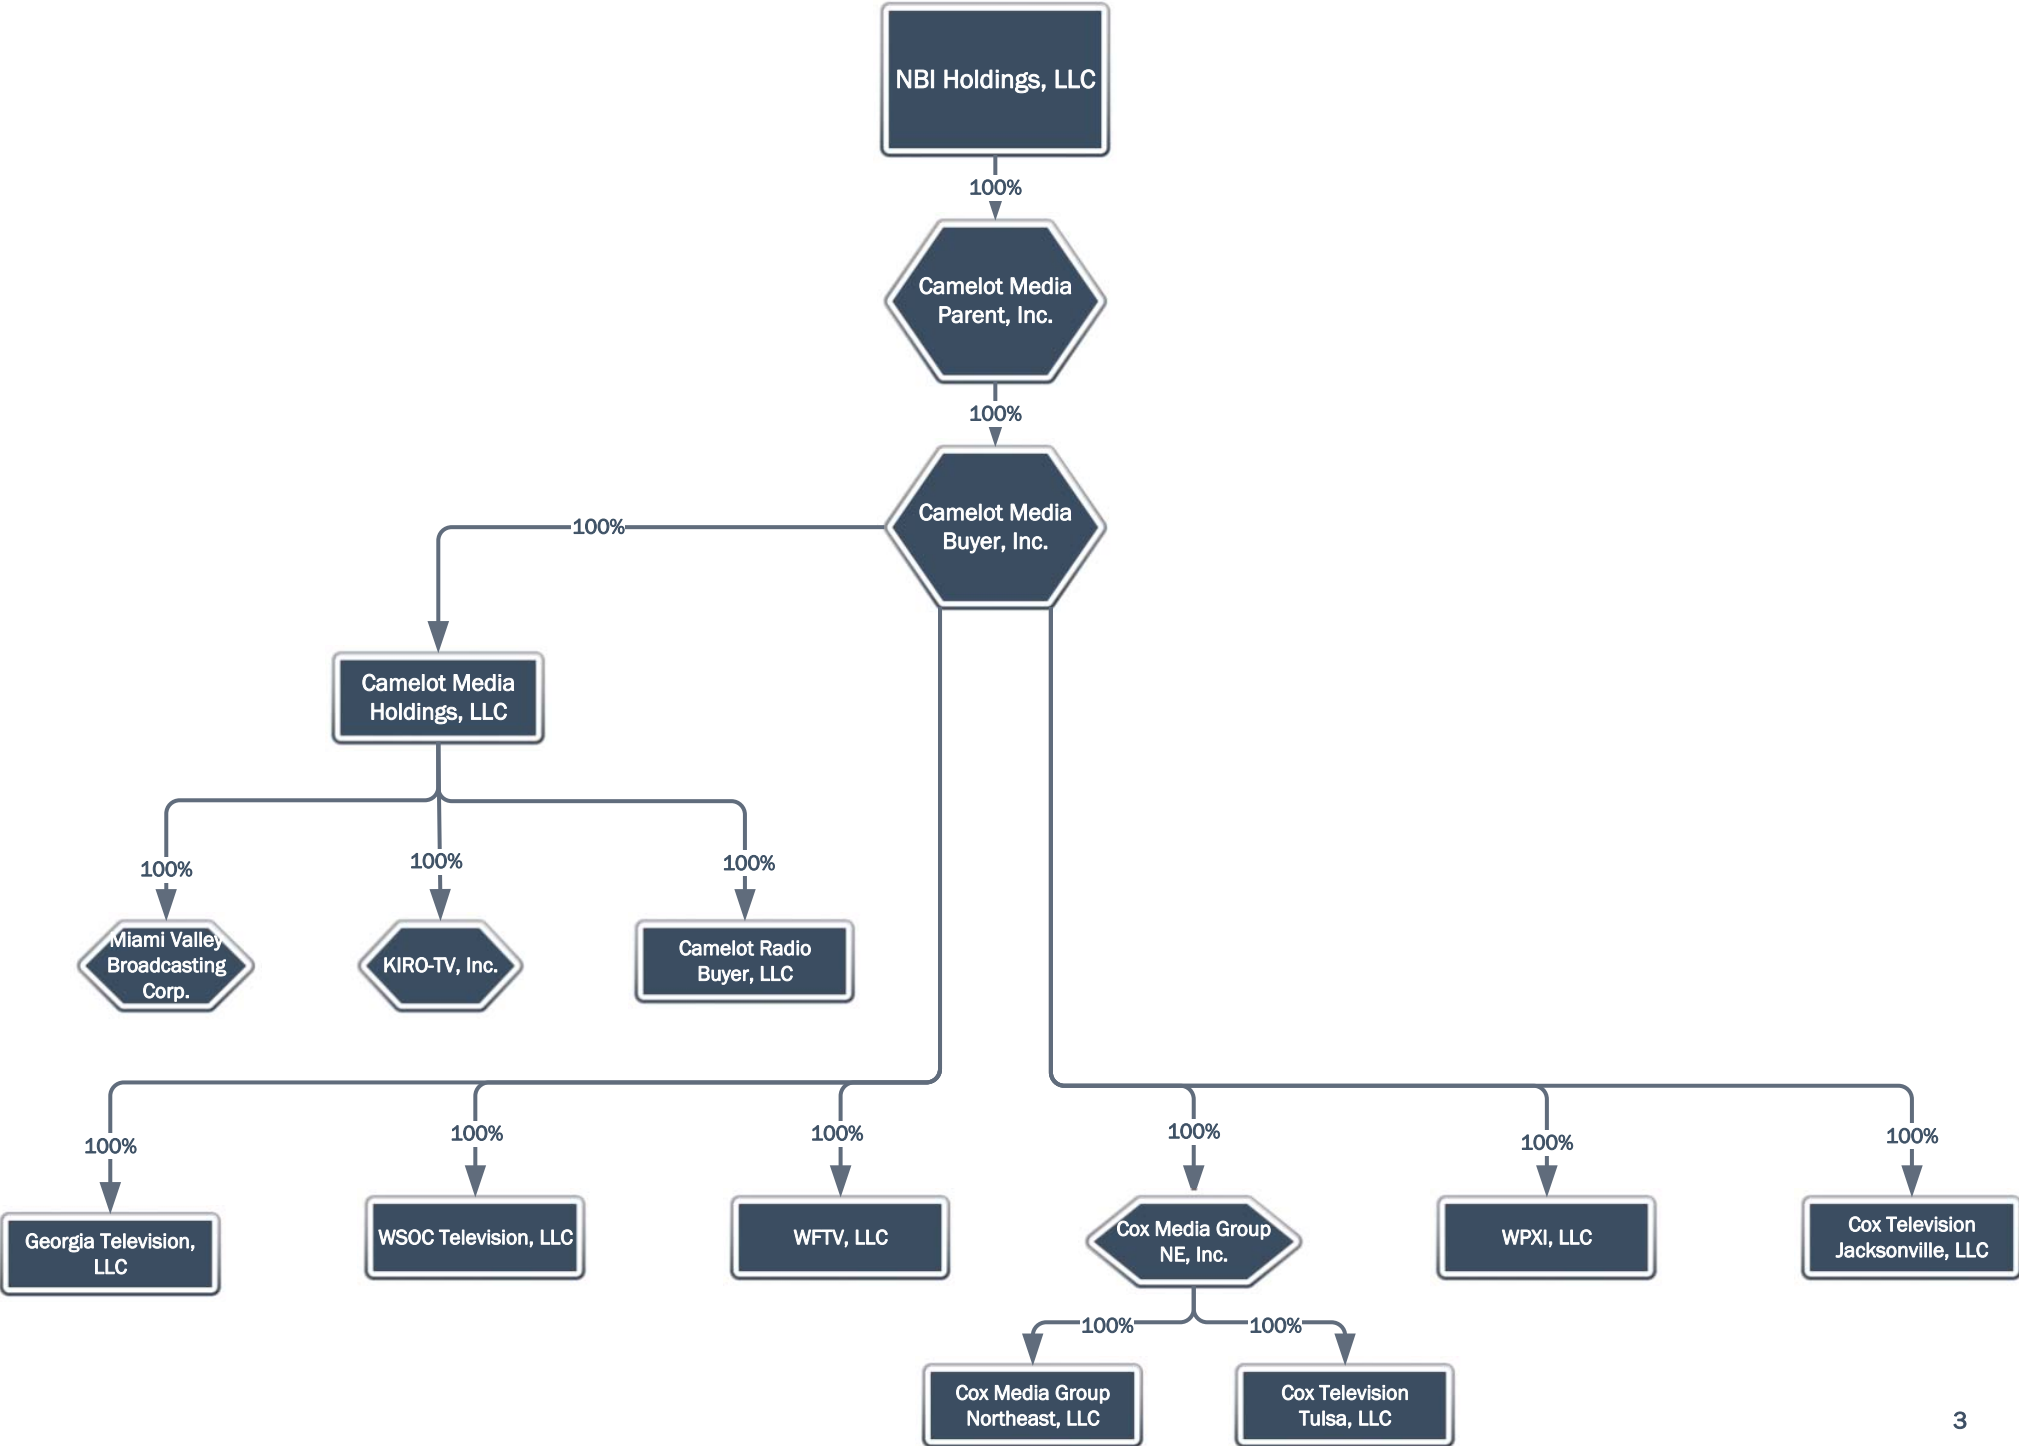 NBI Holdings, LLC
100%
Camelot Media
Parent, Inc.
100%
Camelot Media
Buyer, Inc.
100%
Camelot Media
Holdings, LLC
100%
100%
100%
Miami Valley
Broadcasting
Corp.
KIRO-TV, Inc.
Camelot Radio
Buyer, LLC
100%
100%
100%
100%
100%
100%
Georgia Television,
LLC
WSOC Television, LLC
WFTV, LLC
Cox Media Group
NE, Inc.
WPXI, LLC
Cox Television
Jacksonville, LLC
100%
100%
Cox Media Group
Northeast, LLC
Cox Television
Tulsa, LLC
3